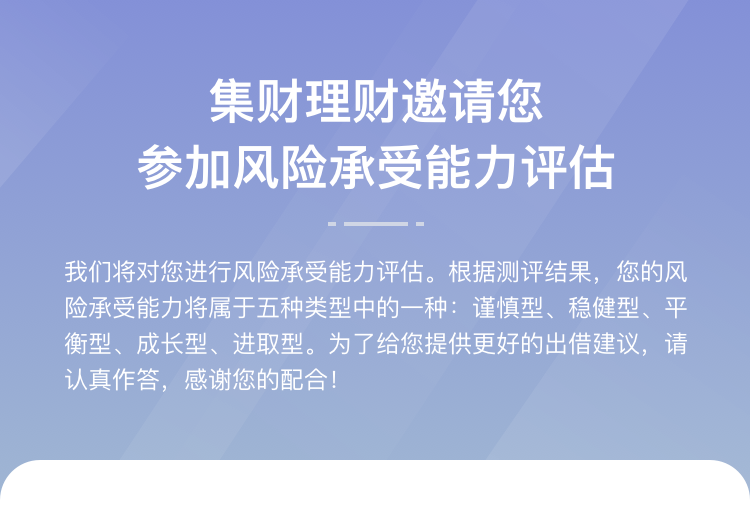 集财理财邀请您
参加风险承受能力评估
我们将对您进行风险承受能力评估。根据测评结果，您的风
险承受能力将属于五种类型中的一种：谨慎型、稳健型、平
衡型、成长型、进取型。为了给您提供更好的出借建议，请
认真作答，感谢您的配合！